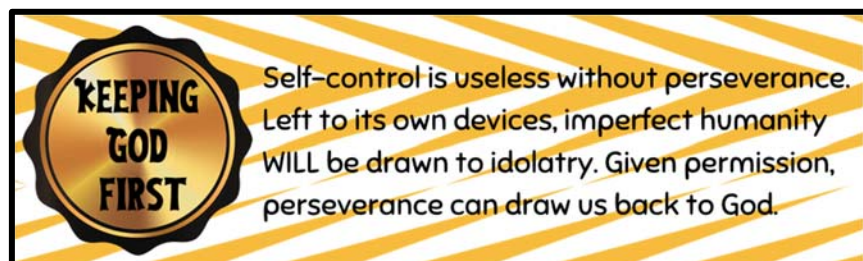 KEEPING
GOD
FIRST
Self-control is useless without perseverance.
Left to its own devices, imperfect humanity
WILL be drawn to idolatry. Given permission,
perseverance can draw us back to God.